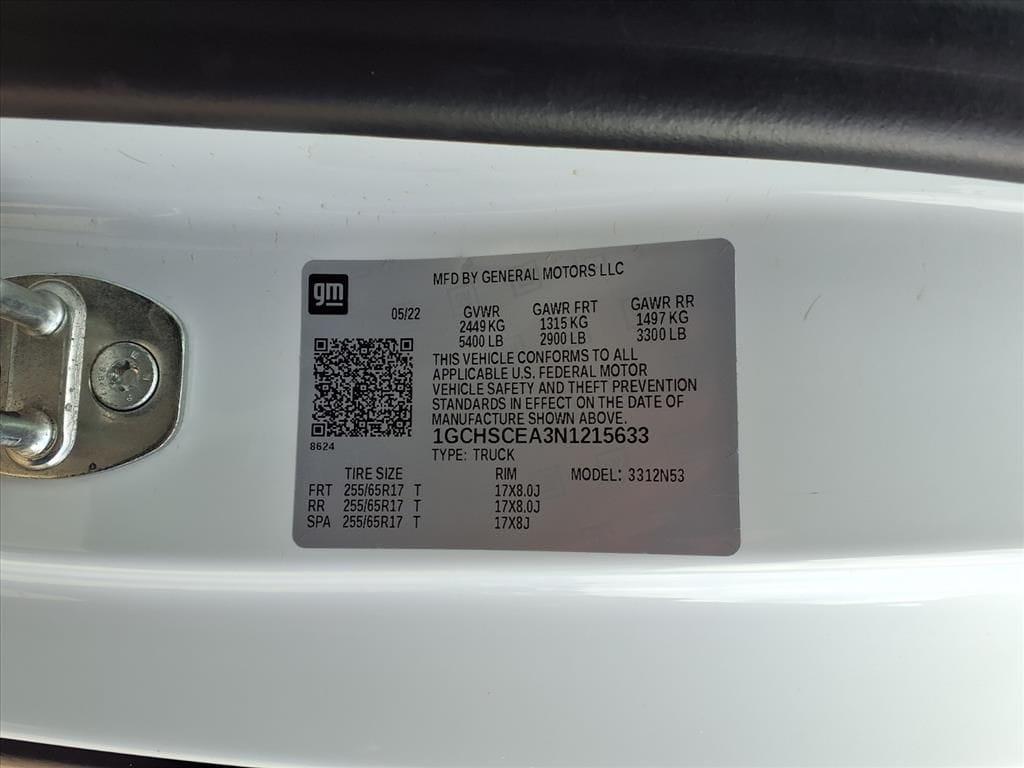 gm
MFD BY GENERAL MOTORS LLC
05/22 GVWR GAWR FRT GAWR RR
2449 KG 1315 KG 1497 KG
5400 LB 2900 LB 3300 LB
THIS VEHICLE CONFORMS TO ALL
APPLICABLE U.S. FEDERAL MOTOR
VEHICLE SAFETY AND THEFT PREVENTION
STANDARDS IN EFFECT ON THE DATE OF
MANUFACTURE SHOWN ABOVE.
8624 1GCHSCEA3N1215633
TYPE: TRUCK
TIRE SIZE RIM MODEL: 3312N53
FRT 255/65R17 T 17X8.0J
RR 255/65R17 T 17X8.0J
SPA 255/65R17 T 17X8J